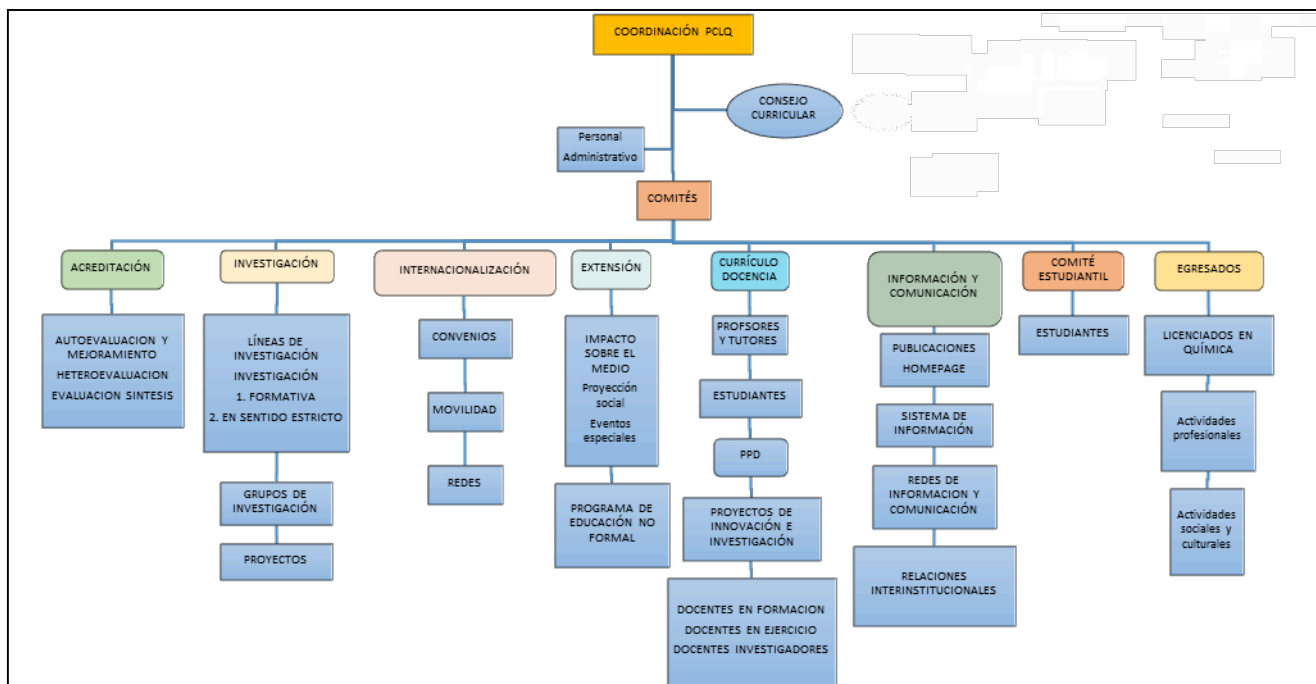 COORDINACIÓN PCLQ
CONSEJO
CURRICULAR
Personal
Administrativo
COMITÉS
ACREDITACIÓN
AUTOEVALUACION Y
MEJORAMIENTO
HETEROEVALUACION
EVALUACION SINTESIS
INVESTIGACIÓN
LÍNEAS DE
INVESTIGACIÓN
INVESTIGACIÓN
1. FORMATIVA
2. EN SENTIDO ESTRICTO
GRUPOS DE
INVESTIGACIÓN
PROYECTOS
INTERNACIONALIZACIÓN
CONVENIOS
MOVILIDAD
REDES
EXTENSIÓN
IMPACTO
SOBRE EL
MEDIO
Proyección
social
Eventos
especiales
PROGRAMA DE
EDUCACIÓN NO
FORMAL
CURRÍCULO
DOCENCIA
PROFSORES
Y TUTORES
ESTUDIANTES
PPD
PROYECTOS DE
INNOVACIÓN E
INVESTIGACIÓN
DOCENTES EN FORMACION
DOCENTES EN EJERCICIO
DOCENTES INVESTIGADORES
INFORMACIÓN Y
COMUNICACIÓN
PUBLICACIONES
HOMEPAGE
SISTEMA DE
INFORMACIÓN
REDES DE
INFORMACION Y
COMUNICACIÓN
RELACIONES
INTERINSTITUCIONALES
COMITÉ
ESTUDIANTIL
ESTUDIANTES
EGRESADOS
LICENCIADOS EN
QUÍMICA
Actividades
profesionales
Actividades
sociales y
culturales